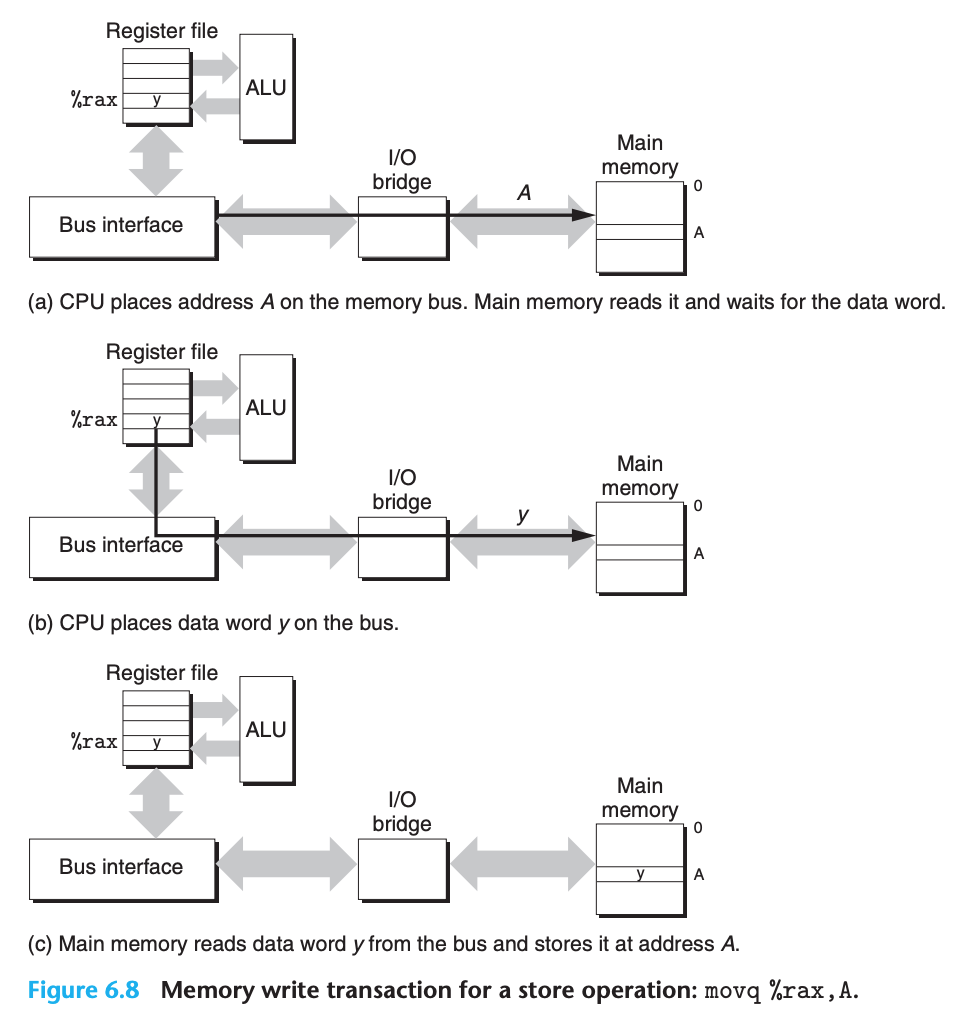 Register file
ALU
%rax
y
Main
memory
I/O
bridge
0
A
Bus interface
A
(a) CPU places address A on the memory bus. Main memory reads it and waits for the data word.
Register file
ALU
%rax
y
Main
memory
I/O
bridge
0
y
Bus interface
A
(b) CPU places data word y on the bus.
Register file
ALU
%rax
y
Main
memory
I/O
bridge
0
Bus interface
y
A
(c) Main memory reads data word y from the bus and stores it at address A.
Figure 6.8 Memory write transaction for a store operation: movq %rax,A.